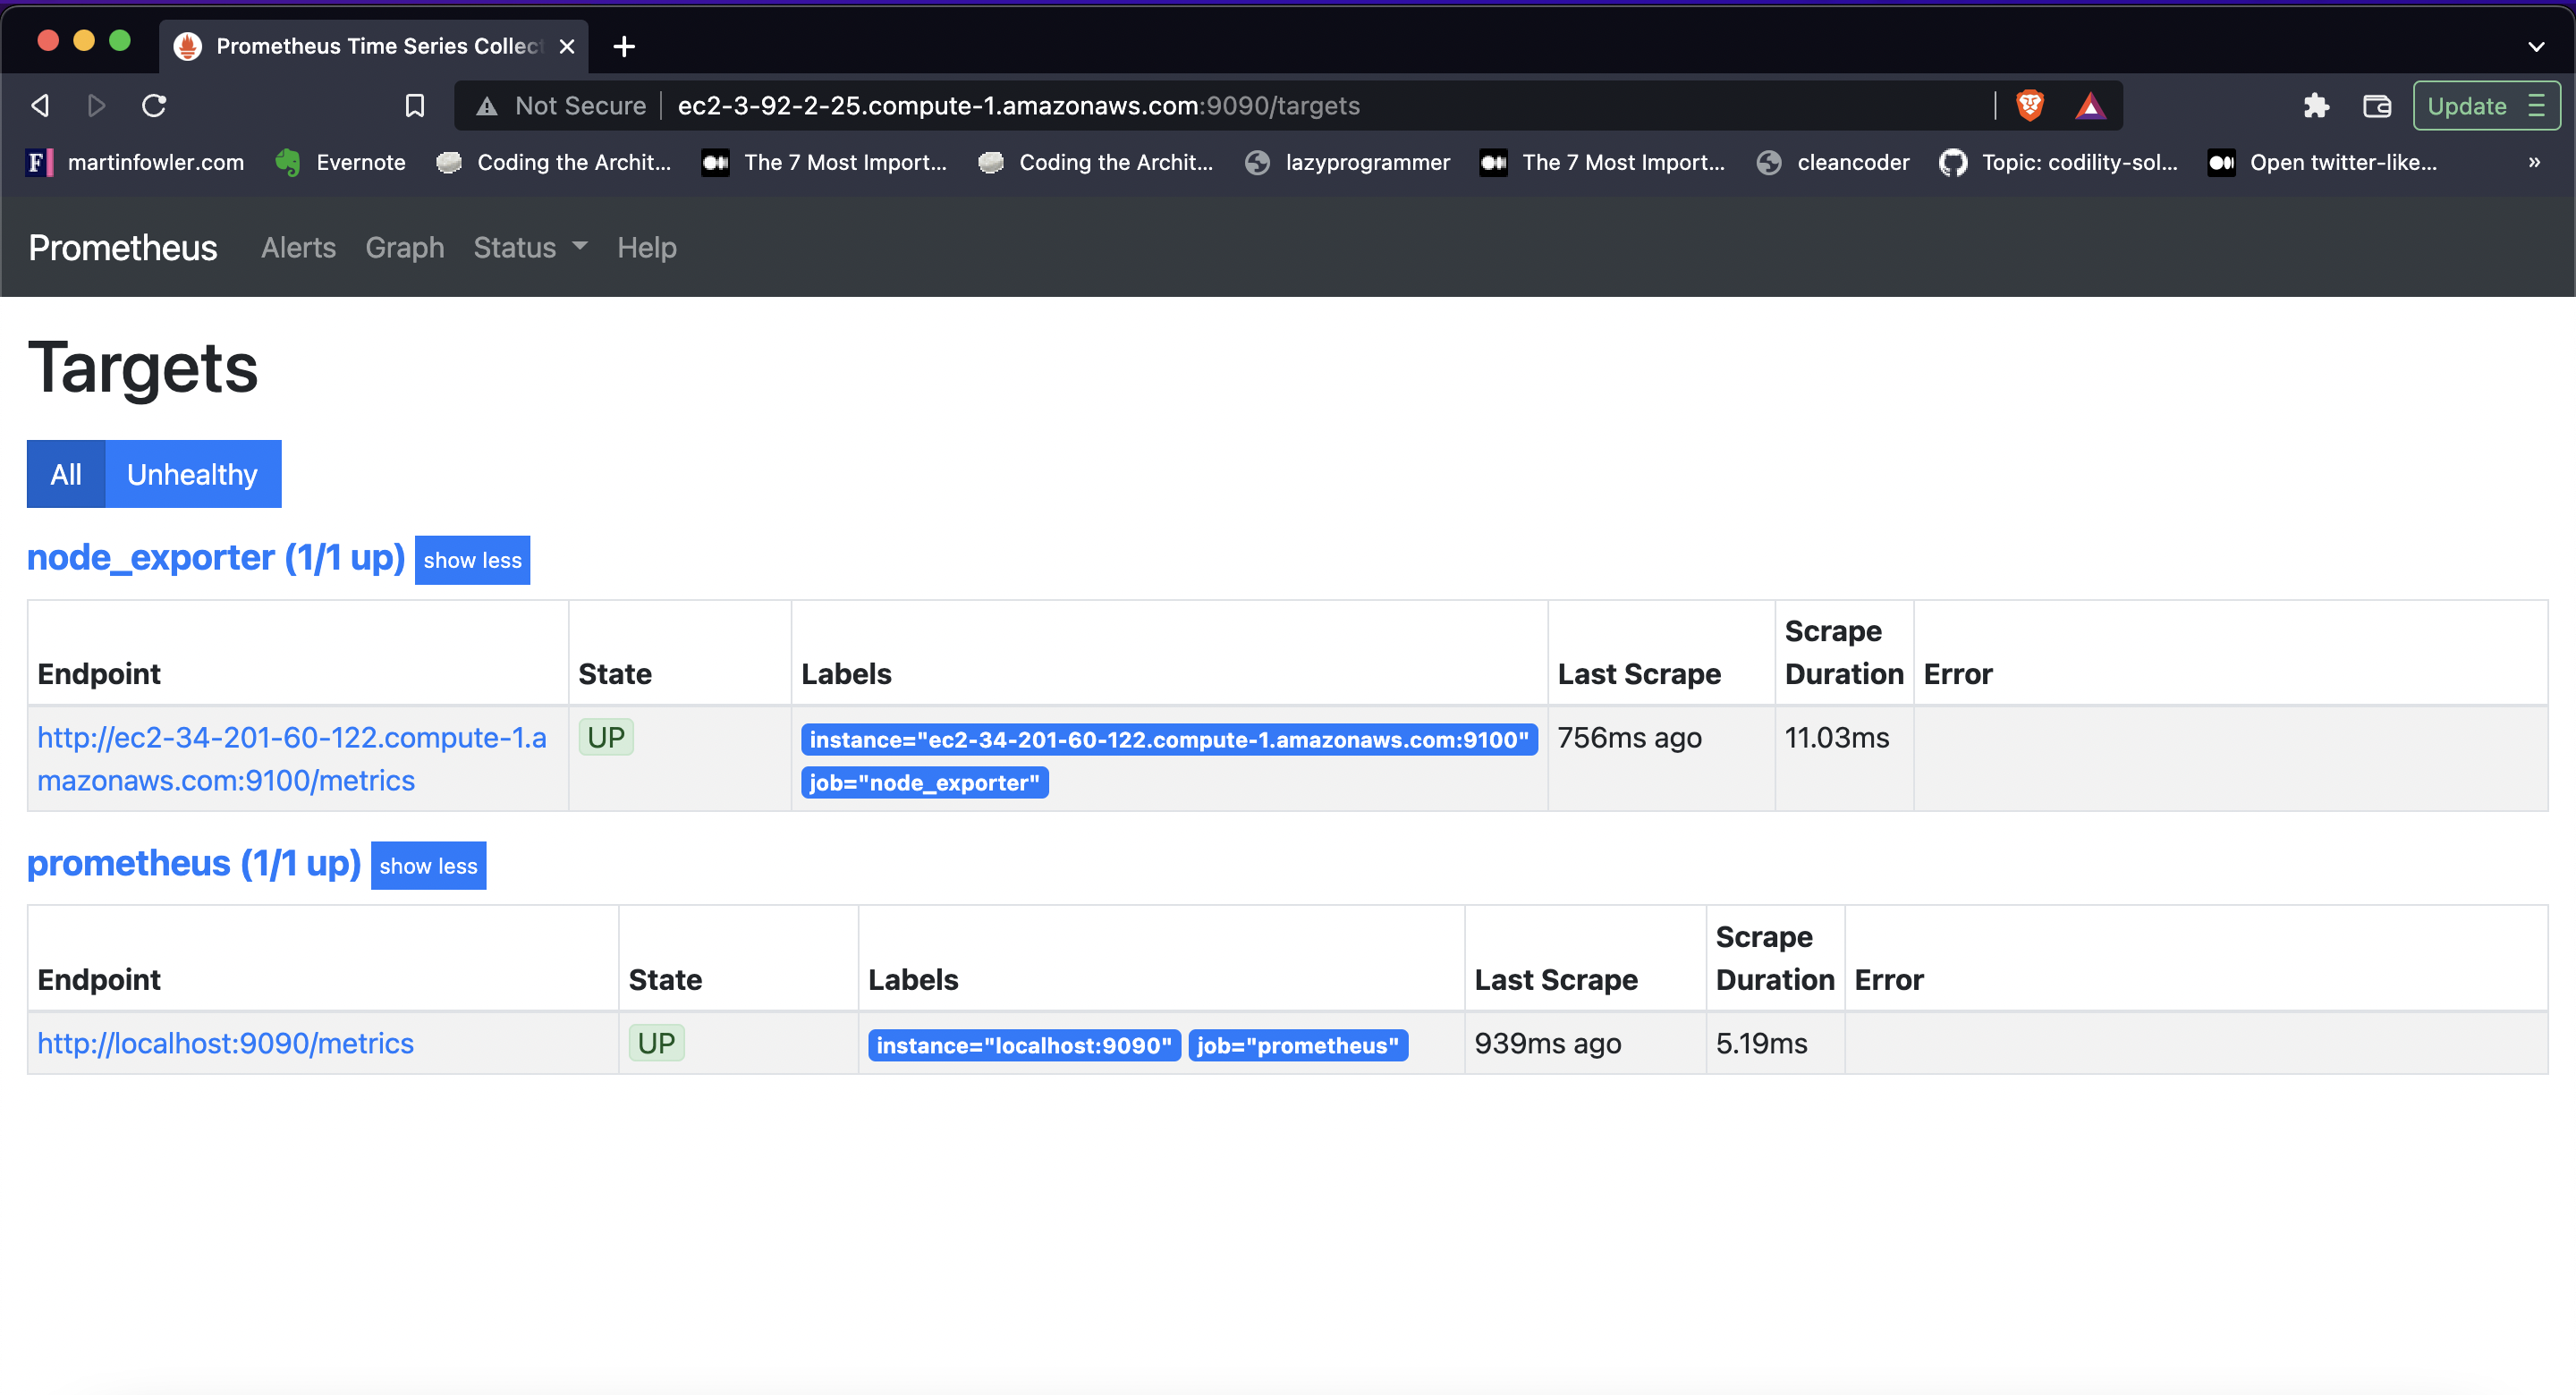 Prometheus Time Series Collect
Not Secure ec2-3-92-2-25.compute-1.amazonaws.com:9090/targets Update
martinfowler.com Evernote Coding the Archit... The 7 Most Import... Coding the Archit... lazyprogrammer The 7 Most Import... cleancoder Topic: codility-sol... Open twitter-like... »
Prometheus Alerts Graph Status Help
Targets
All Unhealthy
node_exporter (1/1 up) show less
Scrape
Endpoint State Labels Last Scrape Duration Error
http://ec2-34-201-60-122.compute-1.a UP instance="ec2-34-201-60-122.compute-1.amazonaws.com:9100" 756ms ago 11.03ms
mazonaws.com:9100/metrics job="node_exporter"
prometheus (1/1 up) show less
Scrape
Endpoint State Labels Last Scrape Duration Error
http://localhost:9090/metrics UP instance="localhost:9090" job="prometheus" 939ms ago 5.19ms